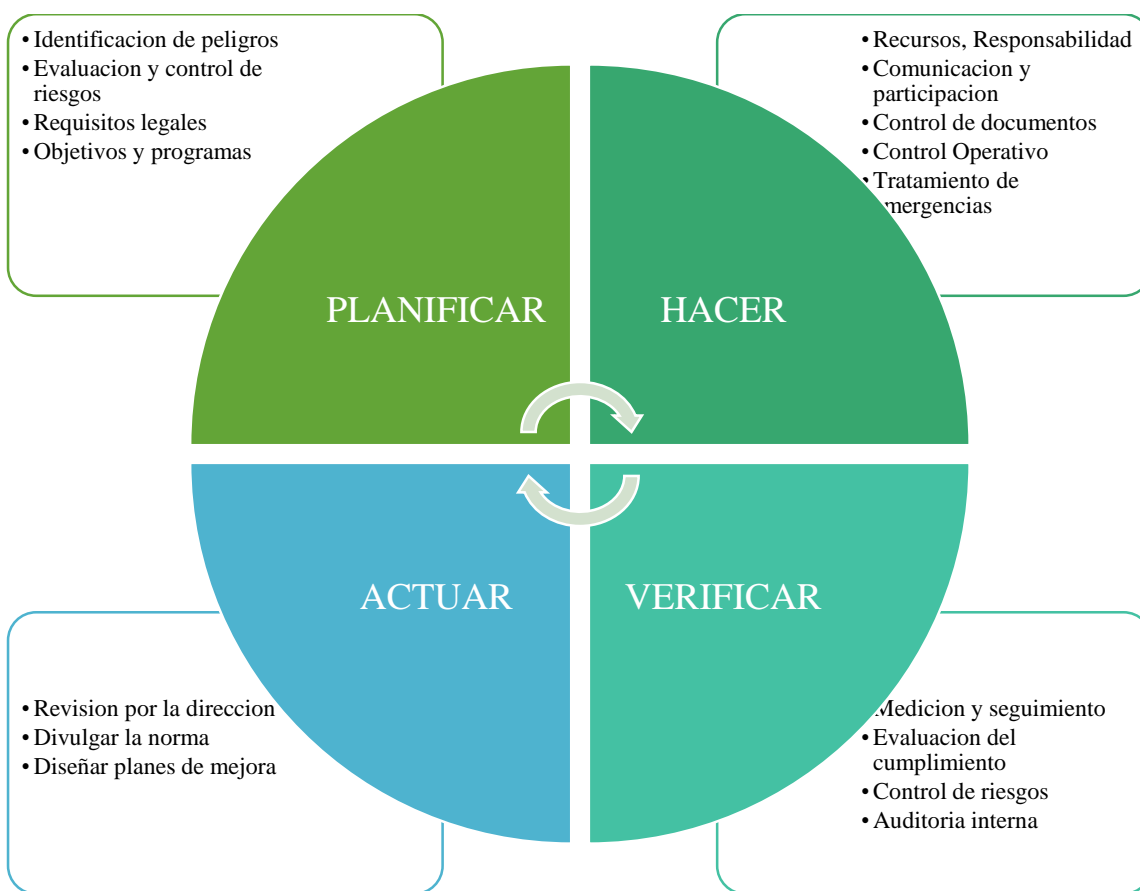 • Identificacion de peligros
• Evaluacion y control de
riesgos
• Requisitos legales
• Objetivos y programas
• Recursos, Responsabilidad
• Comunicacion y
participacion
• Control de documentos
• Control Operativo
• Tratamiento de
emergencias
PLANIFICAR
HACER
ACTUAR
VERIFICAR
• Revision por la direccion
• Divulgar la norma
• Diseñar planes de mejora
• Medicion y seguimiento
• Evaluacion del
cumplimiento
• Control de riesgos
• Auditoria interna